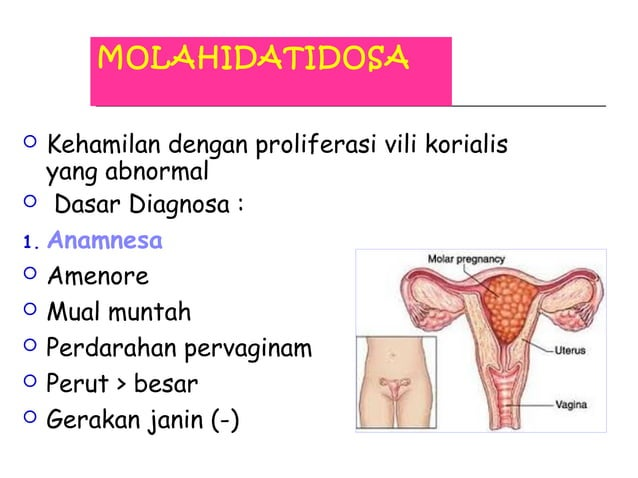 MOLAHIDATIDOSA
Kehamilan dengan proliferasi vili korialis
yang abnormal
Dasar Diagnosa :
1. Anamnesa
Amenore
Mual muntah
Perdarahan pervaginam
Perut > besar
Gerakan janin (-)
Molar pregnancy
Uterus
Vagina